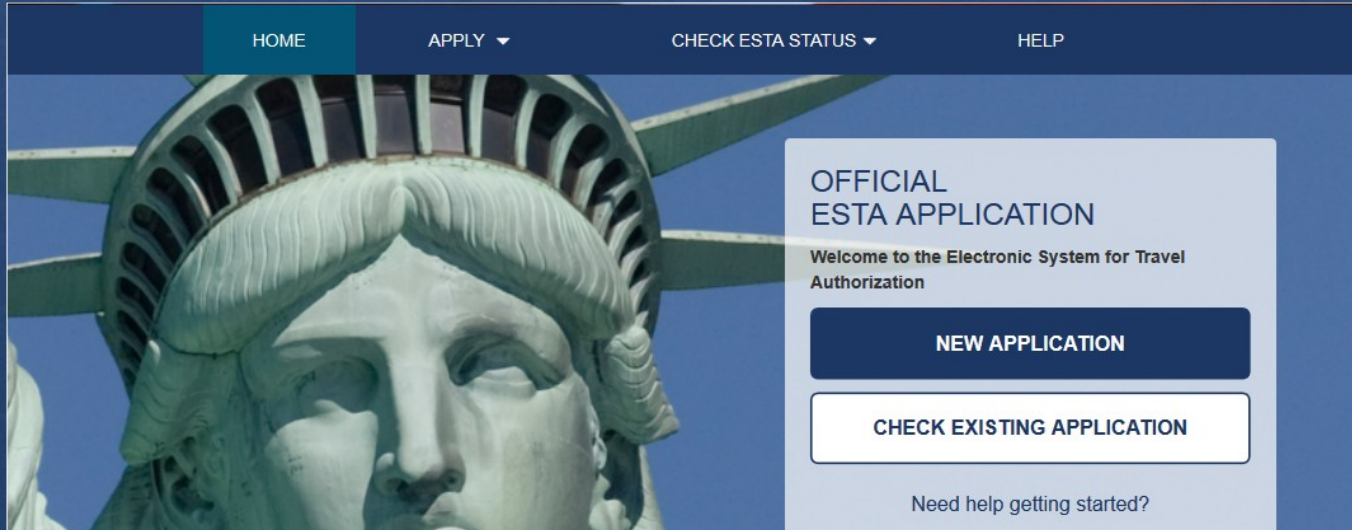 HOME
APPLY
CHECK ESTA STATUS
HELP
OFFICIAL
ESTA APPLICATION
Welcome to the Electronic System for Travel
Authorization
NEW APPLICATION
CHECK EXISTING APPLICATION
Need help getting started?